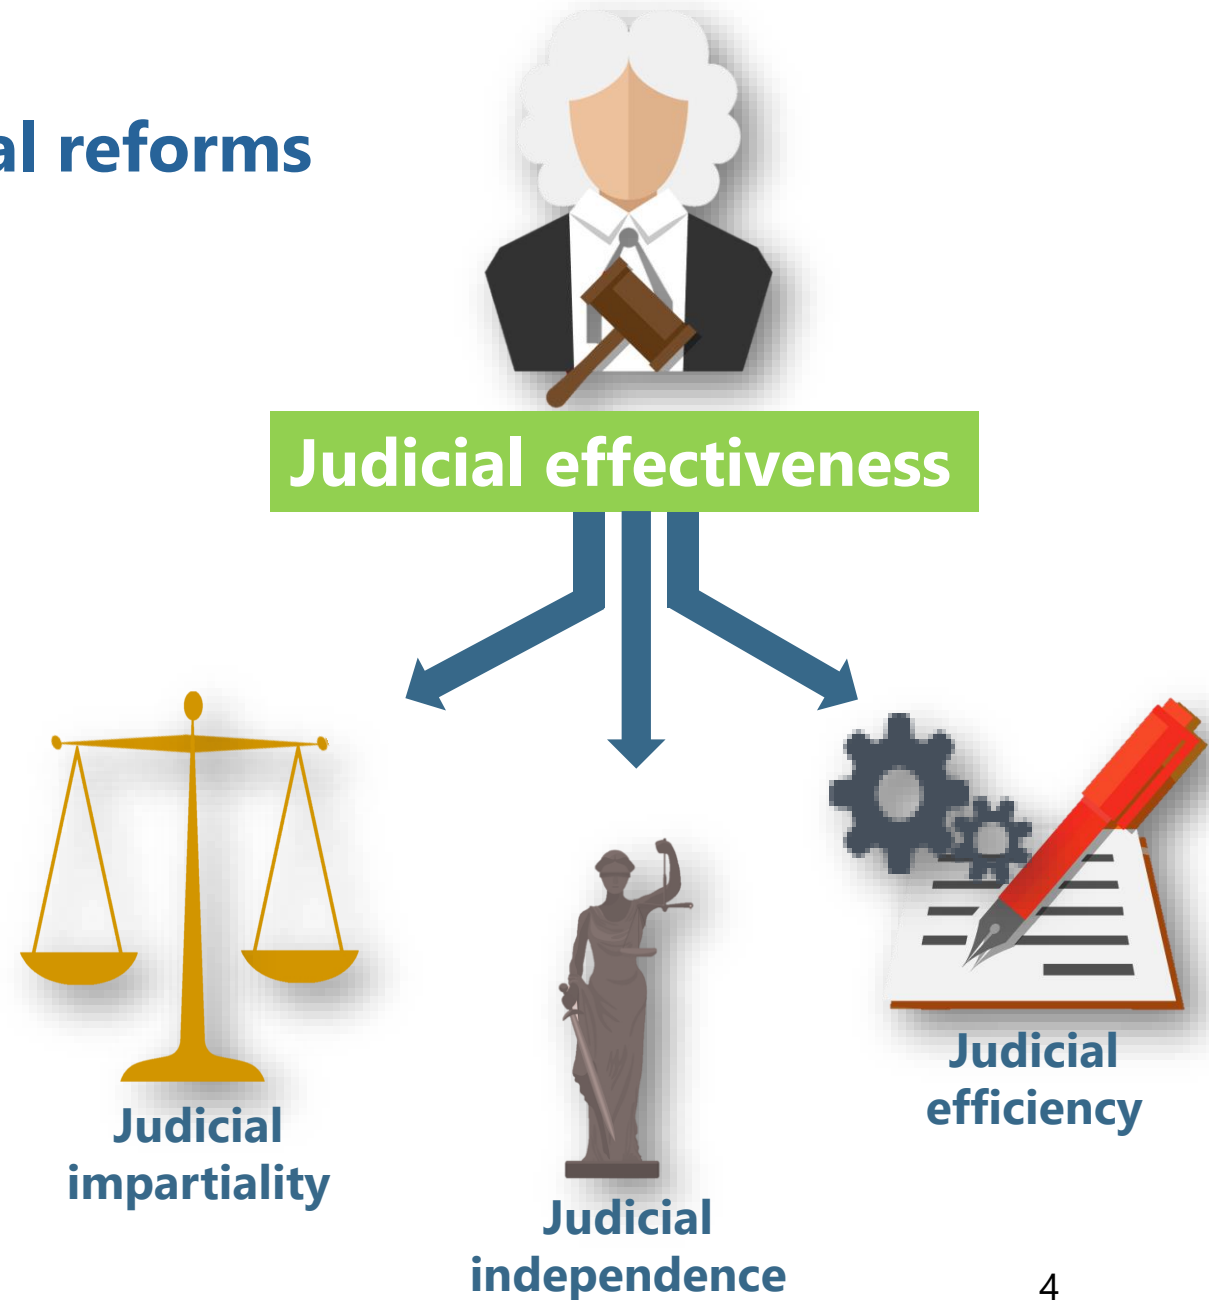 al reforms
Judicial effectiveness
Judicial
impartiality
Judicial
independence
Judicial
efficiency
4